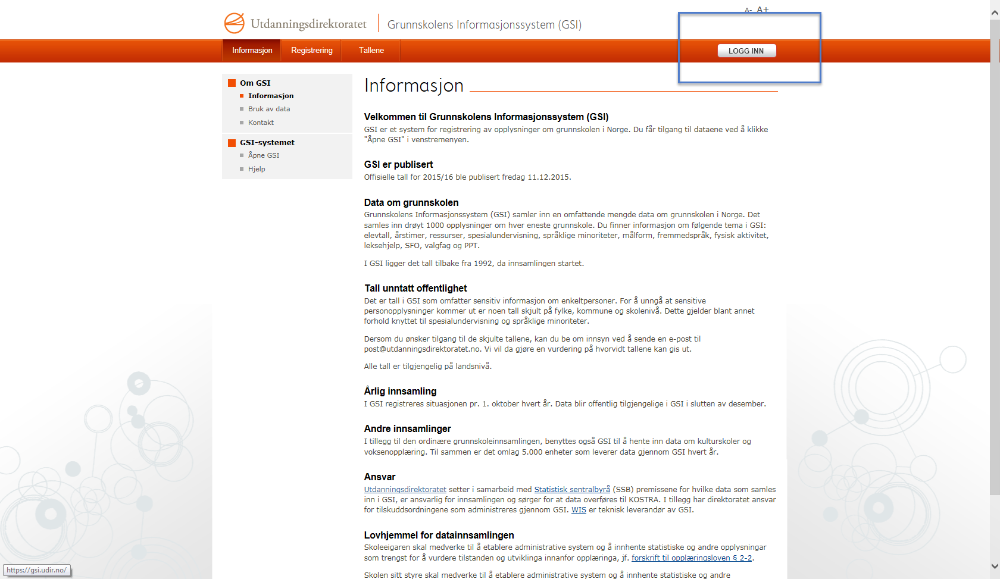 A- A+
Utdanningsdirektoratet
Grunnskolens Informasjonssystem (GSI)
Informasjon
Registrering
Tallene
LOGG INN
Om GSI
Informasjon
Bruk av data
Kontakt
GSI-systemet
Åpne GSI
Hjelp
Informasjon
Velkommen til Grunnskolens Informasjonssystem (GSI)
GSI er et system for registrering av opplysninger om grunnskolen i Norge. Du får tilgang til dataene ved å klikke
"Åpne GSI" i venstremenyen.
GSI er publisert
Offisielle tall for 2015/16 ble publisert fredag 11.12.2015.
Data om grunnskolen
Grunnskolens Informasjonssystem (GSI) samler inn en omfattende mengde data om grunnskolen i Norge. Det
samles inn drøyt 1000 opplysninger om hver eneste grunnskole. Du finner informasjon om følgende tema i GSI:
elevtall, årstimer, ressurser, spesialundervisning, språklige minoriteter, målform, fremmedspråk, fysisk aktivitet,
leksehjelp, SFO, valgfag og PPT.
I GSI ligger det tall tilbake fra 1992, da innsamlingen startet.
Tall unntatt offentlighet
Det er tall i GSI som omfatter sensitiv informasjon om enkeltpersoner. For å unngå at sensitive
personopplysninger kommer ut er noen tall skjult på fylke, kommune og skolenivå. Dette gjelder blant annet
forhold knyttet til spesialundervisning og språklige minoriteter.
Dersom du ønsker tilgang til de skjulte tallene, kan du be om innsyn ved å sende en e-post til
post@utdanningsdirektoratet.no. Vi vil da gjøre en vurdering på hvorvidt tallene kan gis ut.
Alle tall er tilgjengelig på landsnivå.
Årlig innsamling
I GSI registreres situasjonen pr. 1. oktober hvert år. Data blir offentlig tilgjengelige i GSI i slutten av desember.
Andre innsamlinger
I tillegg til den ordinære grunnskoleinnsamlingen, benyttes også GSI til å hente inn data om kulturskoler og
voksenopplæring. Til sammen er det omlag 5.000 enheter som leverer data gjennom GSI hvert år.
Ansvar
Utdanningsdirektoratet setter i samarbeid med Statistisk sentralbyrå (SSB) premissene for hvilke data som samles
inn i GSI, er ansvarlig for innsamlingen og sørger for at data overføres til KOSTRA. I tillegg har direktoratet ansvar
for tilskuddsordningene som administreres gjennom GSI. WIS er teknisk leverandør av GSI.
Lovhjemmel for datainnsamlingen
Skoleeigaren skal medverke til å etablere administrative system og å innhente statistiske og andre opplysningar
som trengst for å vurdere tilstanden og utviklinga innanfor opplæringa, jf. forskrift til opplæringsloven § 2-2.
Skolen sitt styre skal medverke til å etablere administrative system og å innhente statistiske og andre
https://gsi.udir.no/